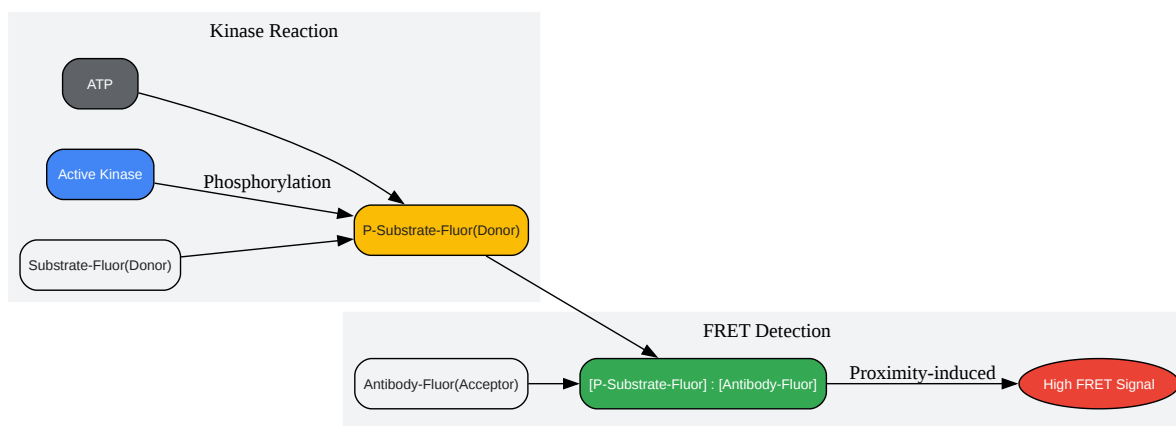 Kinase Reaction
ATP
Active Kinase
Phosphorylation
P-Substrate-Fluor(Donor)
Substrate-Fluor(Donor)
FRET Detection
Antibody-Fluor(Acceptor)
[P-Substrate-Fluor] : [Antibody-Fluor]
Proximity-induced
High FRET Signal